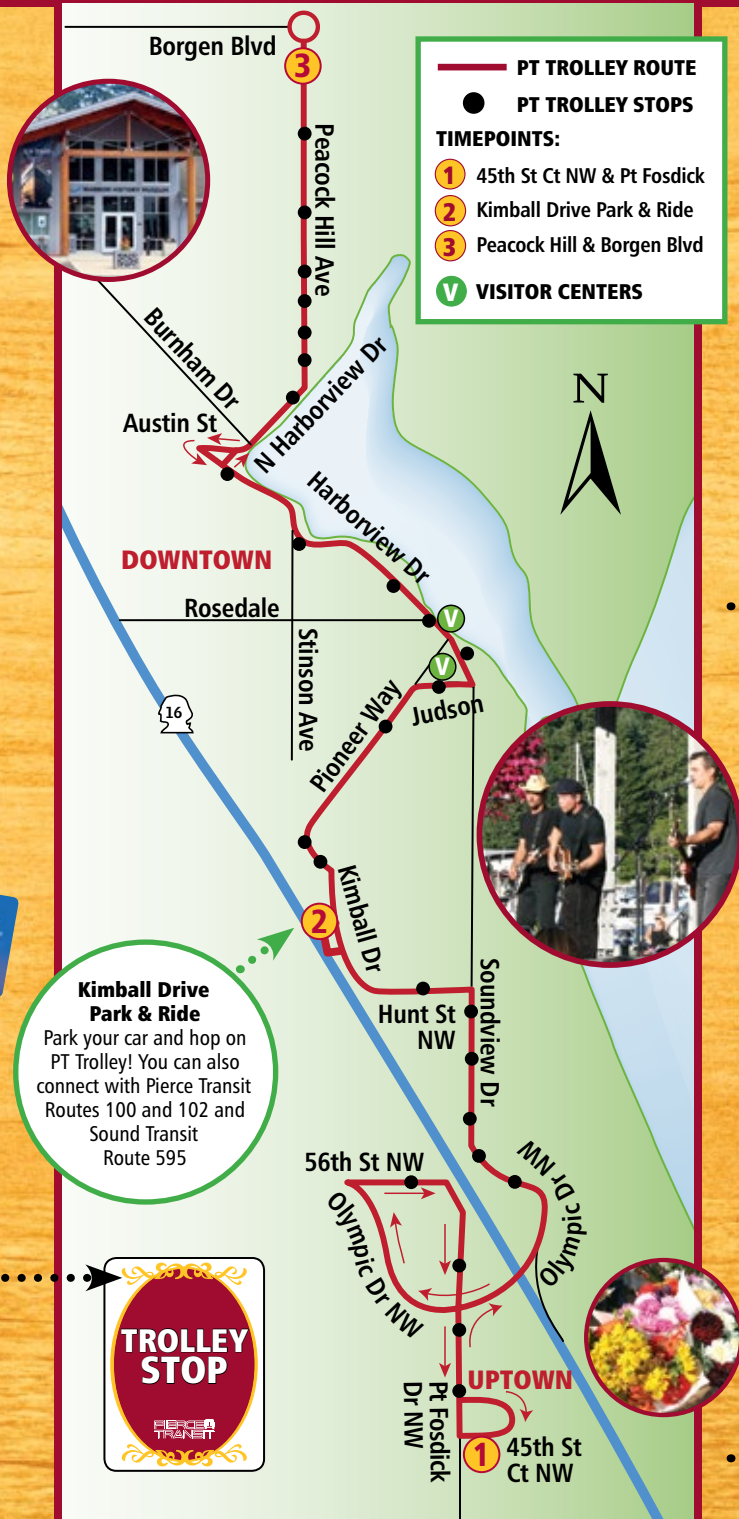 Borgen Blvd
3
Peacock Hill Ave
PT TROLLEY ROUTE
PT TROLLEY STOPS
TIMEPOINTS:
1 45th St Ct NW & Pt Fosdick
2 Kimball Drive Park & Ride
3 Peacock Hill & Borgen Blvd
V VISITOR CENTERS
HARBOR HISTORY MUSEUM
Burnham Dr
Austin St
N Harborview Dr
N
Harborview Dr
DOWNTOWN
Rosedale
V
Stinson Ave
V
Judson
16
Pioneer Way
Kimball Dr
2
Kimball Drive
Park & Ride
Park your car and hop on
PT Trolley! You can also
connect with Pierce Transit
Routes 100 and 102 and
Sound Transit
Route 595
Hunt St
NW
Soundview Dr
56th St NW
Olympic Dr NW
Olympic Dr NW
TROLLEY
STOP
PIERCE
TRANSIT
UPTOWN
Pt Fosdick
Dr NW
1
45th St
Ct NW